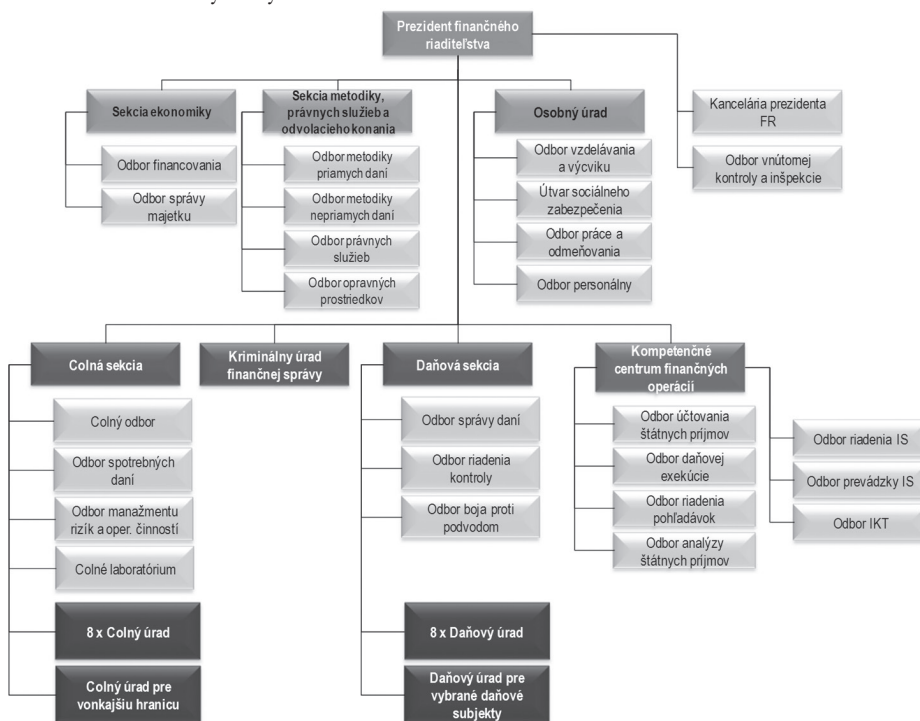 Prezident finančného
riaditeľstva
Kancelária prezidenta
FR
Odbor vnútornej
kontroly a inšpekcie
Sekcia ekonomiky
Odbor financovania
Odbor správy
majetku
Sekcia metodiky,
právnych služieb a
odvolacieho konania
Odbor metodiky
priamych daní
Odbor metodiky
nepriamych daní
Odbor právnych
služieb
Odbor opravných
prostriedkov
Osobný úrad
Odbor vzdelávania
a výcviku
Útvar sociálneho
zabezpečenia
Odbor práce a
odmeňovania
Odbor personálny
Colná sekcia
Colný odbor
Odbor spotrebných
daní
Odbor manažmentu
rizík a oper. činností
Colné laboratórium
8 x Colný úrad
Colný úrad pre
vonkajšiu hranicu
Kriminálny úrad
finančnej správy
Daňová sekcia
Odbor správy daní
Odbor riadenia
kontroly
Odbor boja proti
podvodom
8 x Daňový úrad
Daňový úrad pre
vybrané daňové
subjekty
Kompetenčné
centrum finančných
operácií
Odbor účtovania
štátnych príjmov
Odbor daňovej
exekúcie
Odbor riadenia
pohľadávok
Odbor analýzy
štátnych príjmov
Odbor riadenia IS
Odbor prevádzky IS
Odbor IKT